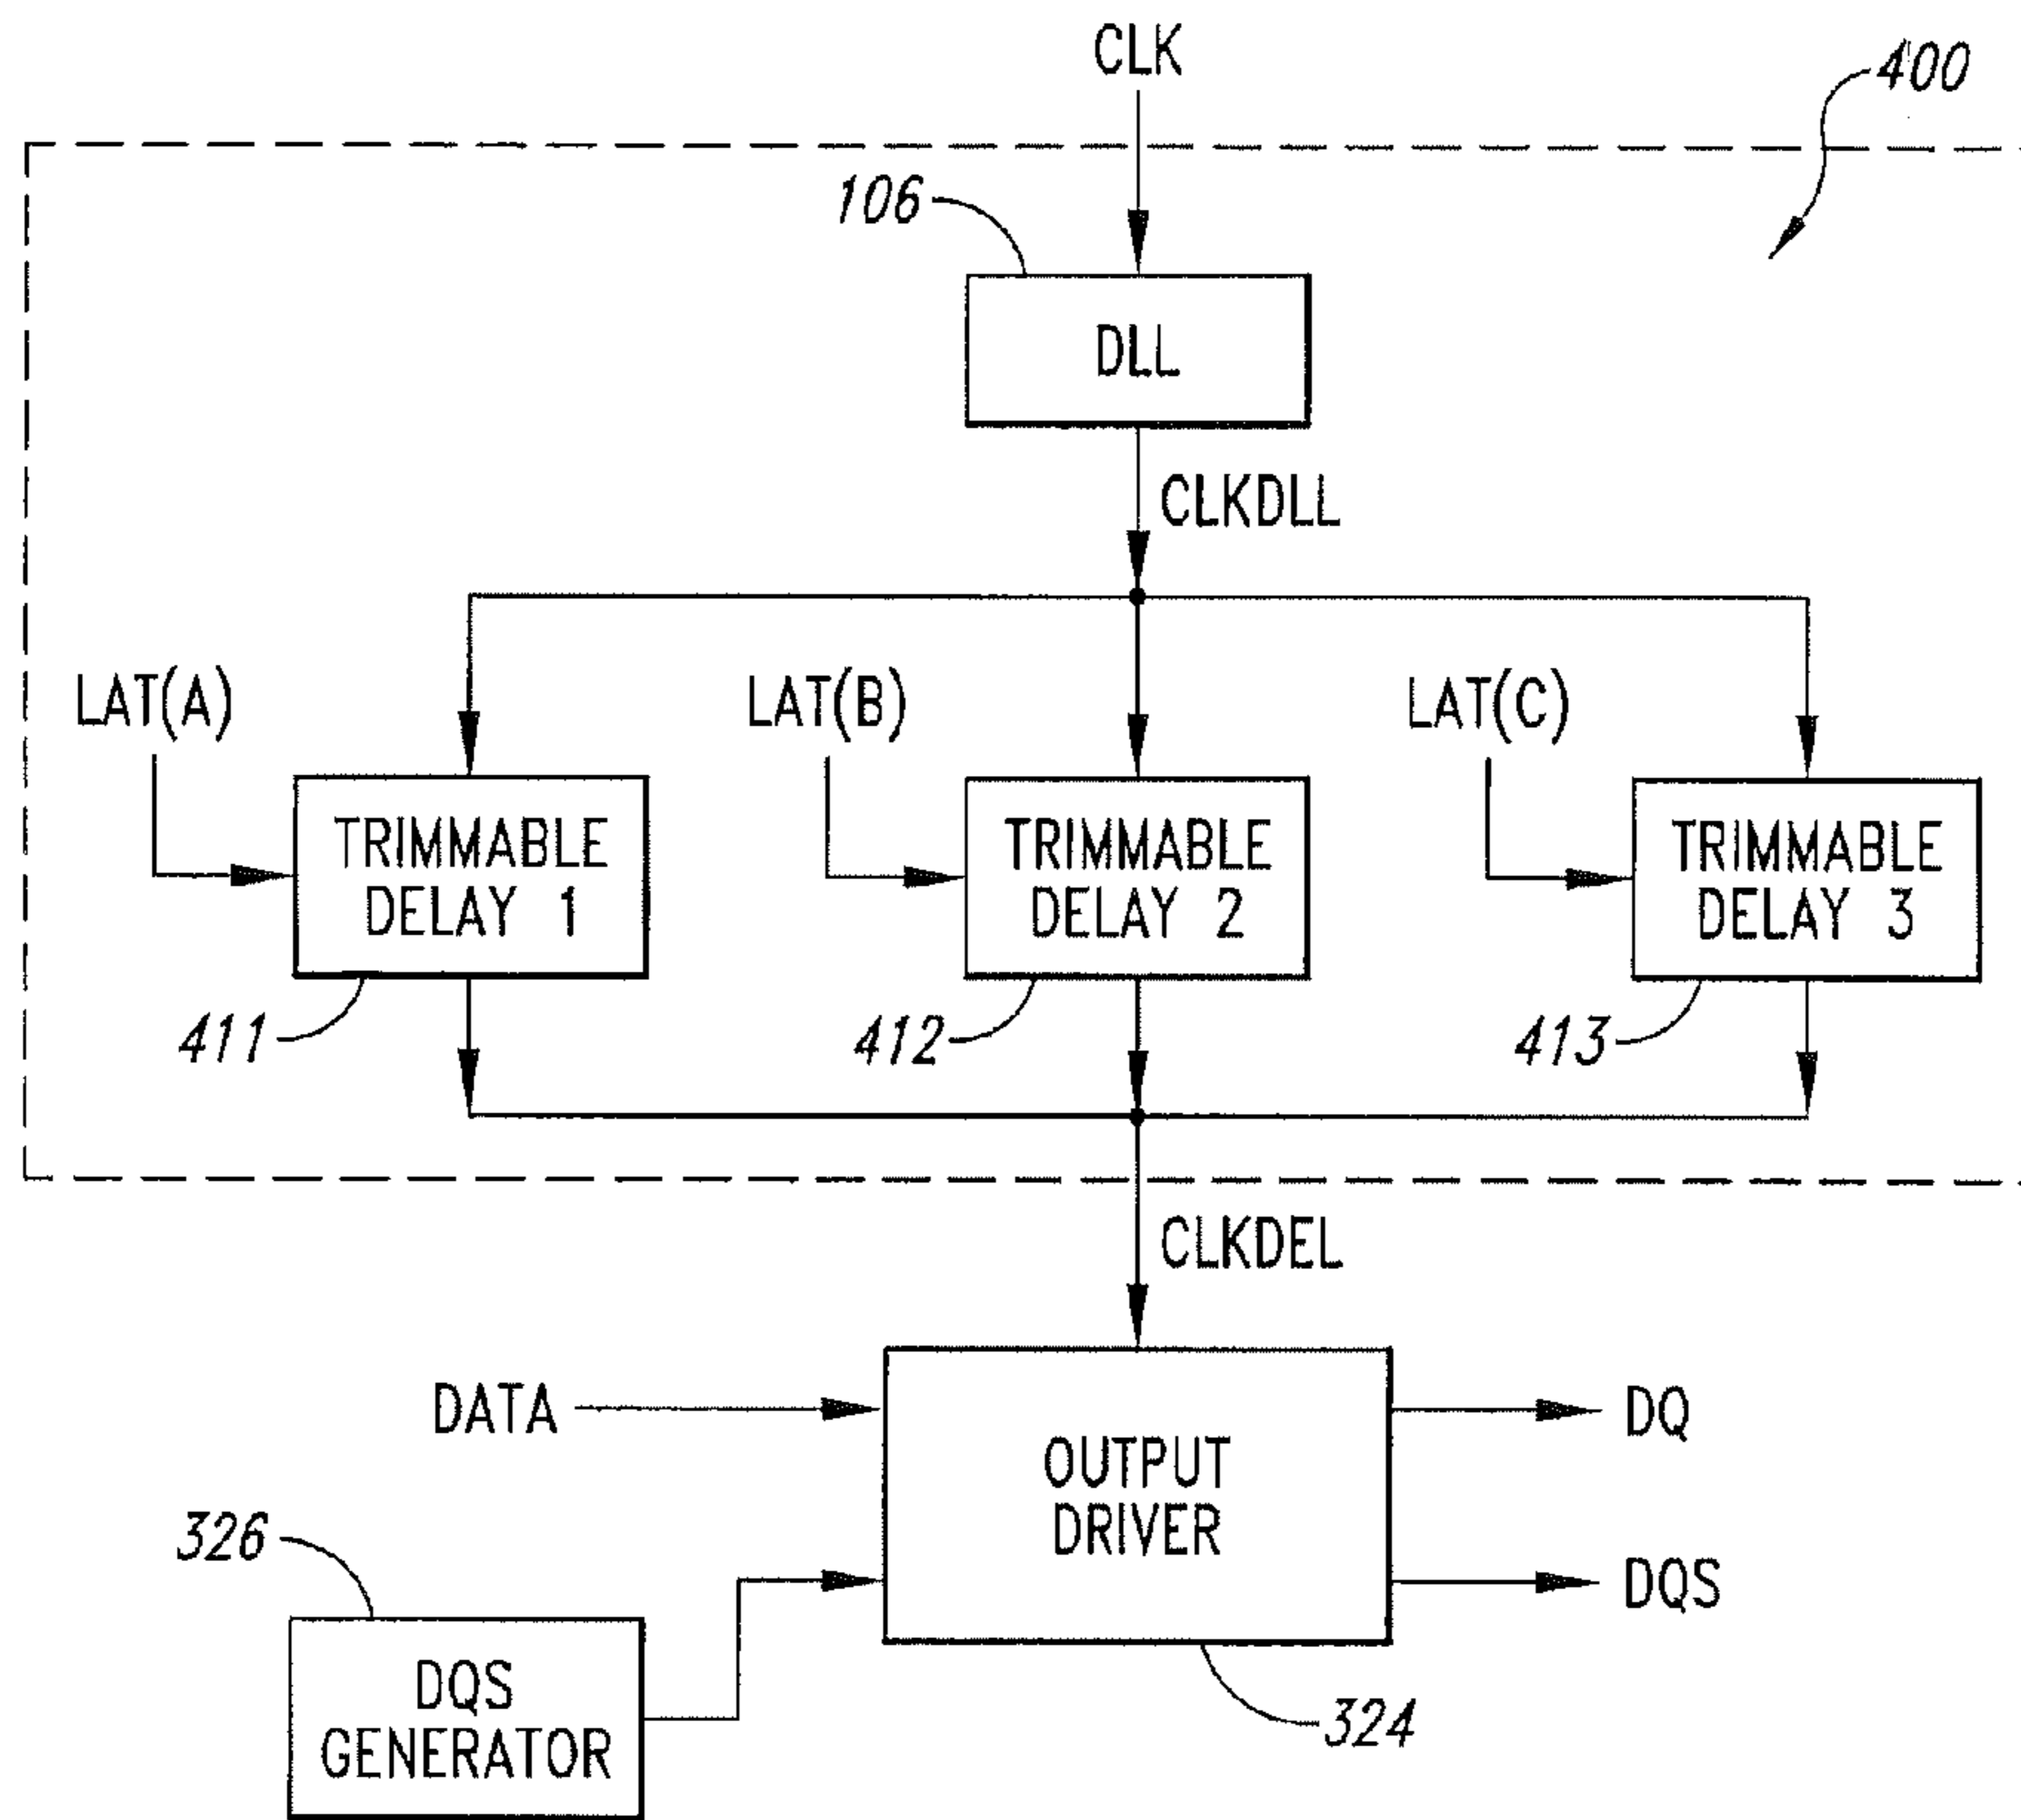 CLK
400
106
DLL
CLKDLL
LAT(A)
LAT(B)
LAT(C)
TRIMMABLE
DELAY 1
TRIMMABLE
DELAY 2
TRIMMABLE
DELAY 3
411
412
413
CLKDEL
DATA
OUTPUT
DRIVER
DQ
DQS
326
DQS
GENERATOR
324